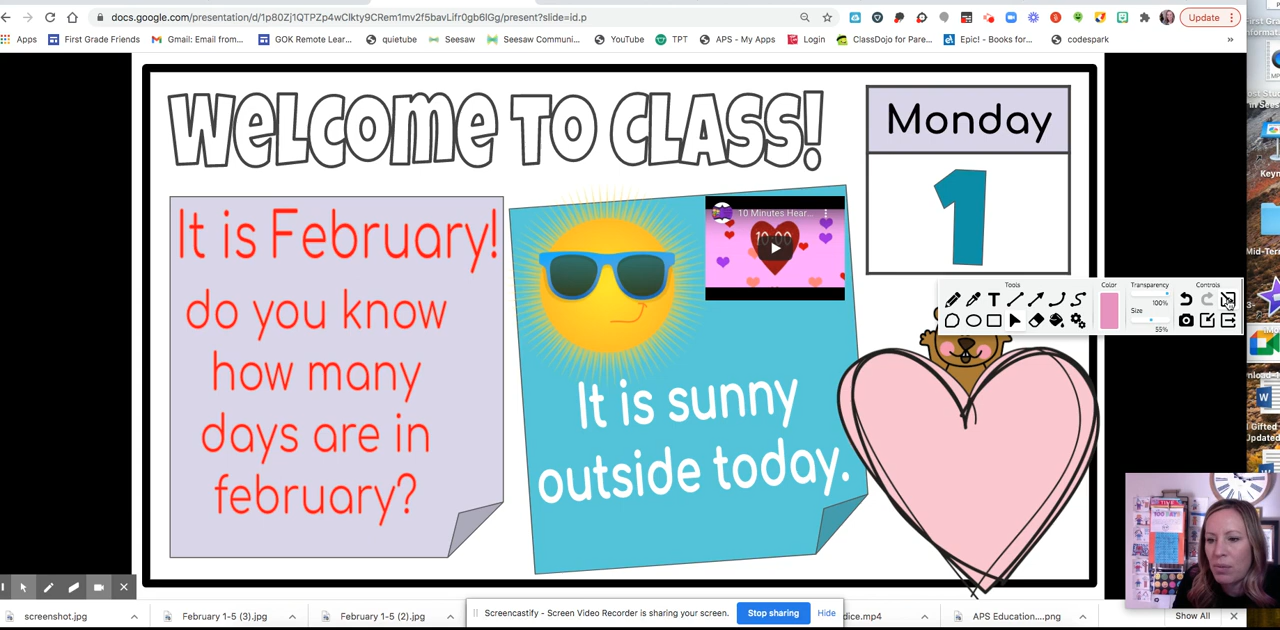 docs.google.com/presentation/d/1p80Zj1QTPZp4wClkty9CRem1mv2f5bavLifr0gb6lGg/present?slide=id.p
Update
Apps
First Grade Friends
Gmail: Email from...
GOK Remote Lear...
quietube
Seesaw
Seesaw Communi...
YouTube
TPT
APS - My Apps
Login
ClassDojo for Pare...
Epic! - Books for...
codespark
»
WELCOME TO CLASS!
Monday
1
It is February!
do you know
how many
days are in
february?
10 Minutes Hear...
10:00
It is sunny
outside today.
Tools
Color
Transparency
100%
Size
55%
Controls
screenshot.jpg
February 1-5 (3).jpg
February 1-5 (2).jpg
Screencastify - Screen Video Recorder is sharing your screen.
Stop sharing
Hide
dice.mp4
APS Education....png
Show All